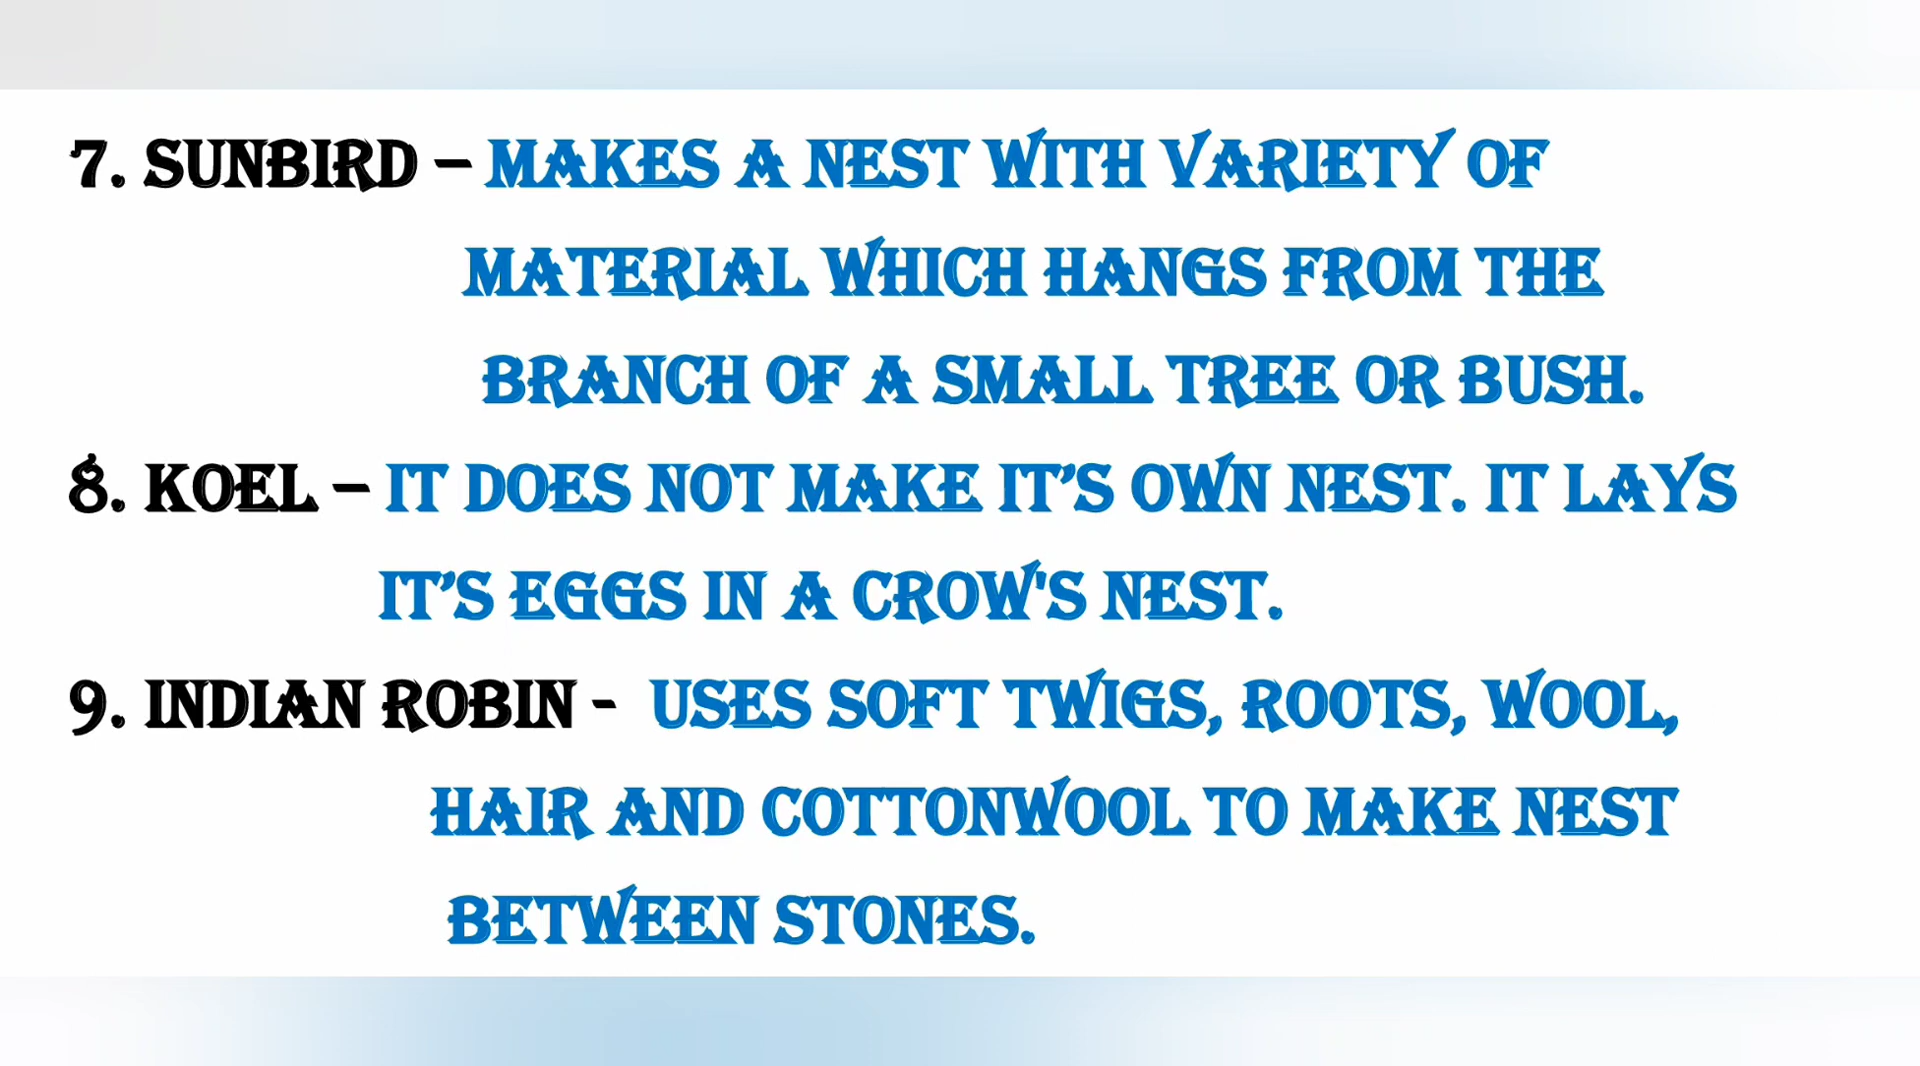 7. SUNBIRD – MAKES A NEST WITH VARIETY OF
MATERIAL WHICH HANGS FROM THE
BRANCH OF A SMALL TREE OR BUSH.
8. KOEL – IT DOES NOT MAKE IT’S OWN NEST. IT LAYS
IT’S EGGS IN A CROW'S NEST.
9. INDIAN ROBIN - USES SOFT TWIGS, ROOTS, WOOL,
HAIR AND COTTONWOOL TO MAKE NEST
BETWEEN STONES.